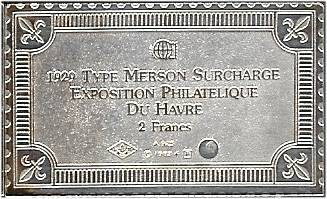 1929 TYPE MERSON SURCHARGE
EXPOSITION PHILATELIQUE
DU HAVRE
2 Francs